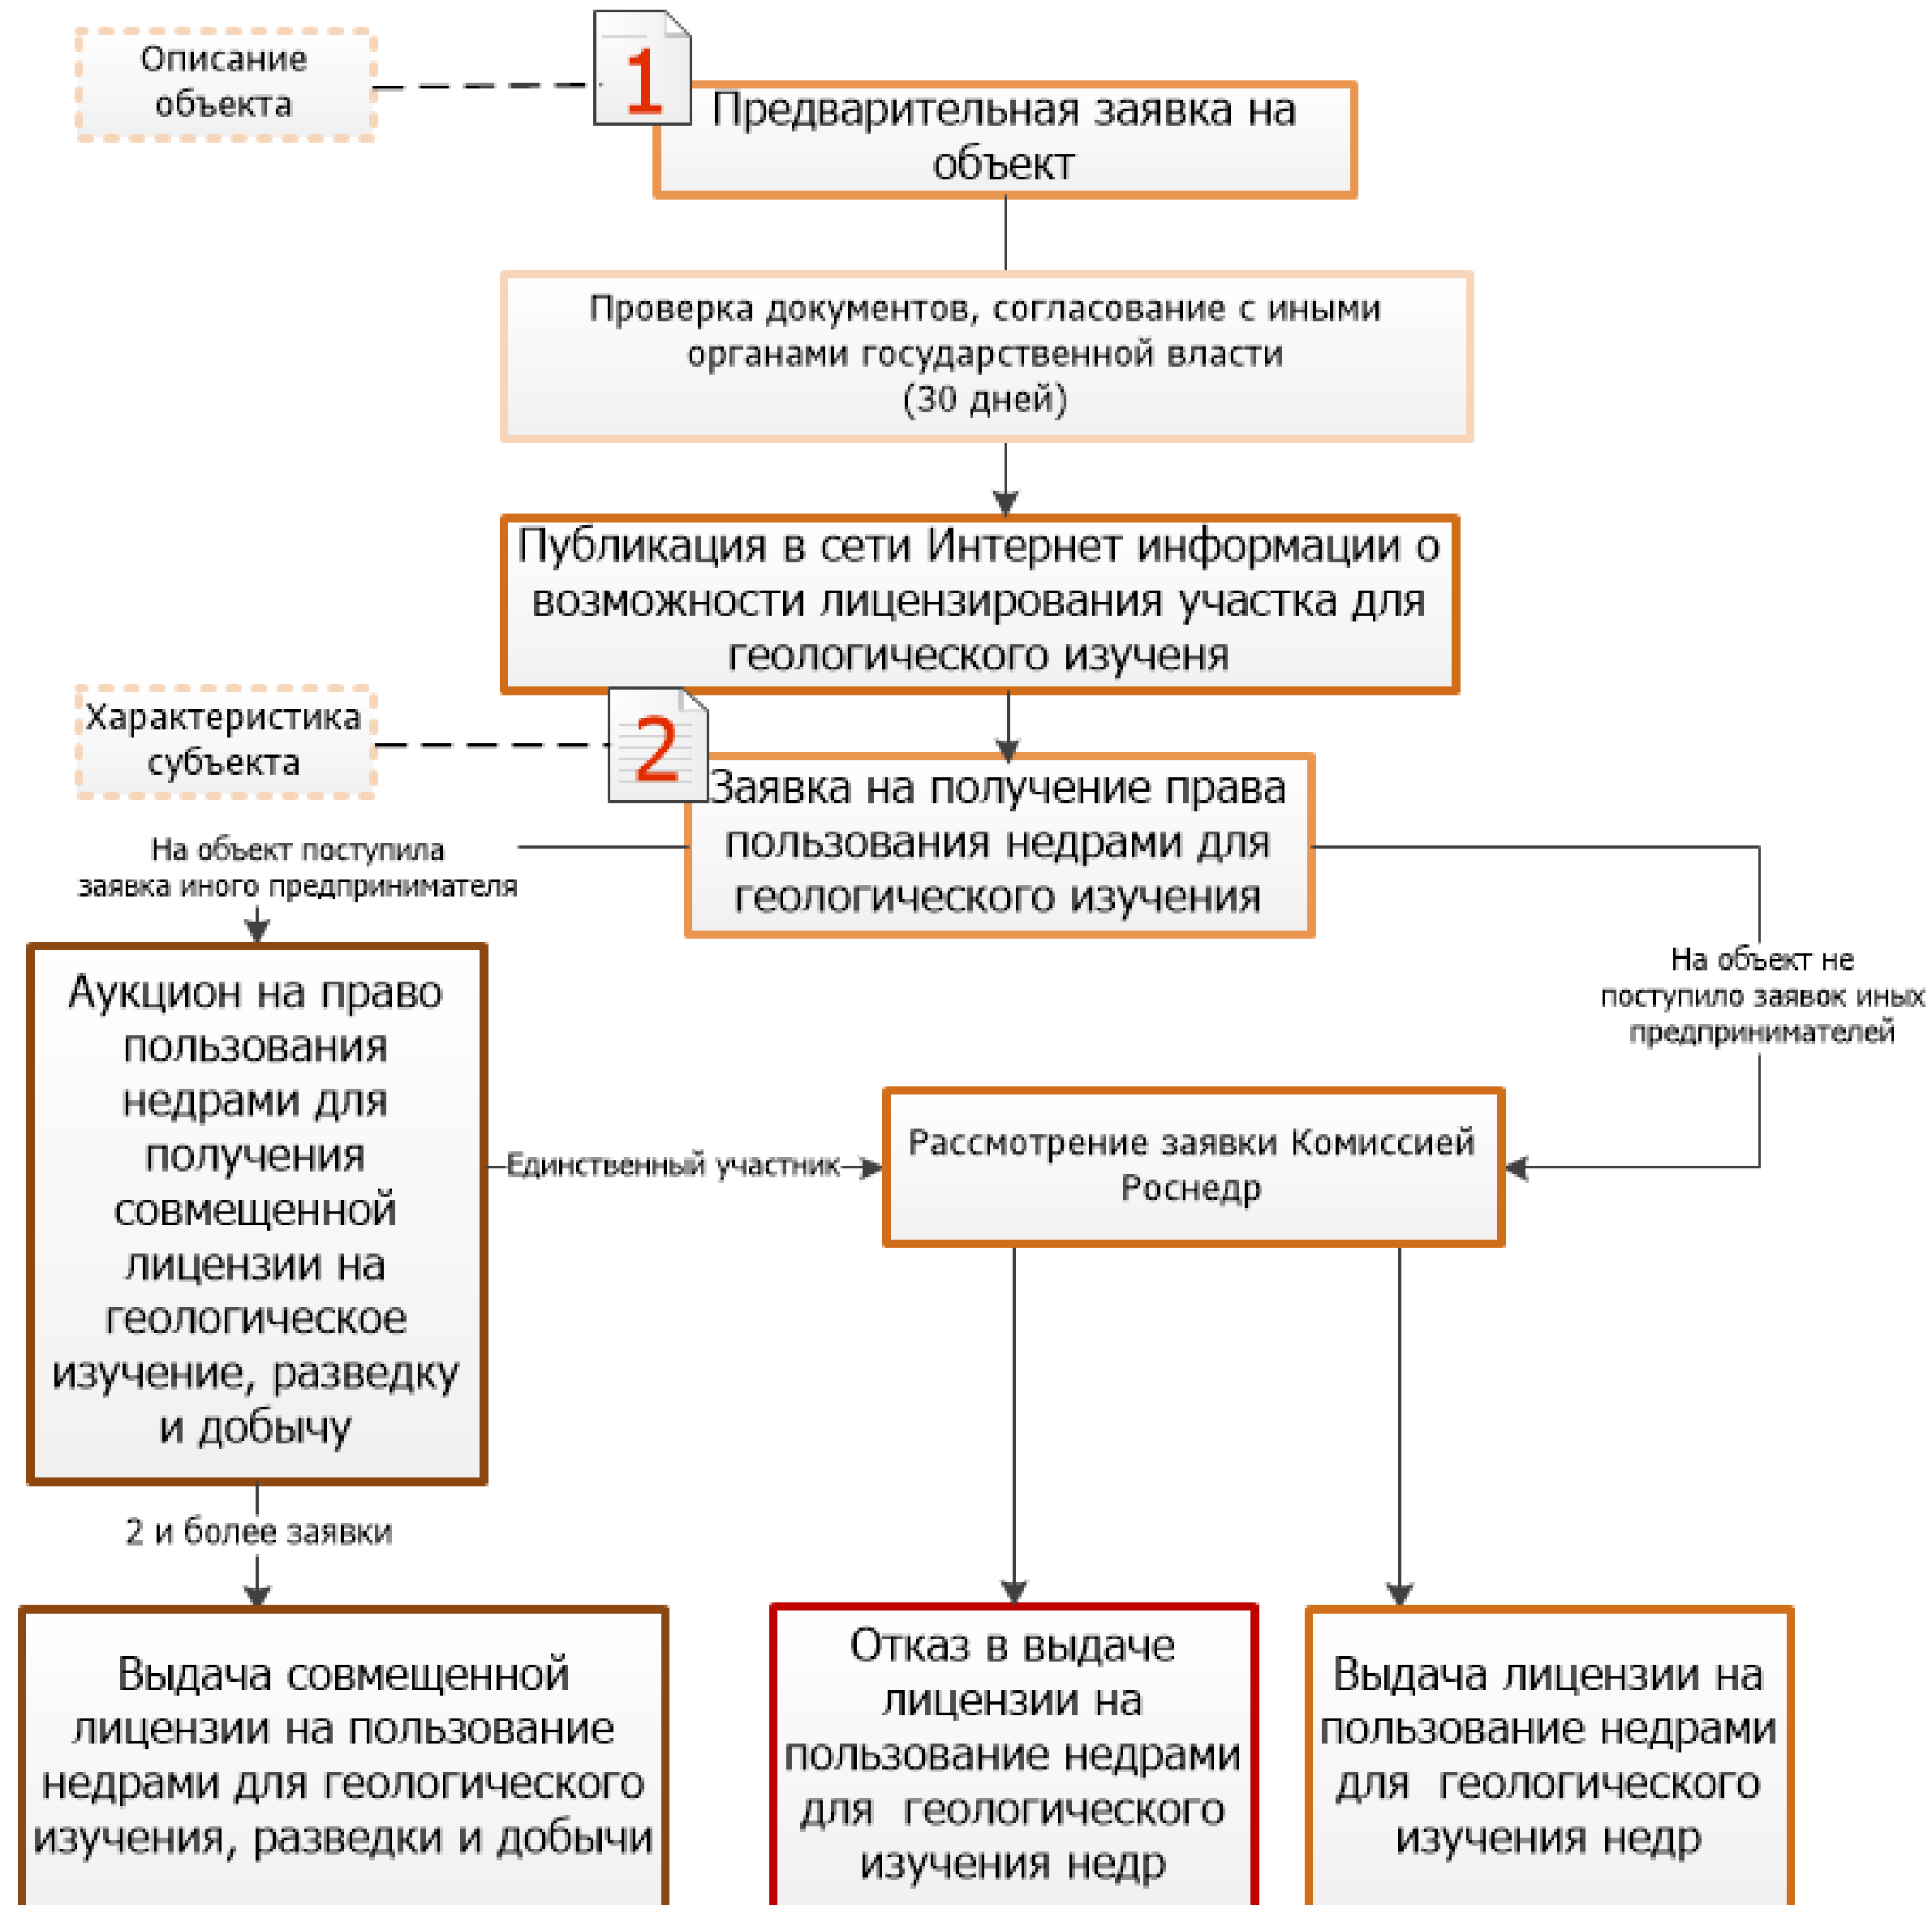 Описание
объекта
1
Предварительная заявка на
объект
Проверка документов, согласование с иными
органами государственной власти
(30 дней)
Публикация в сети Интернет информации о
возможности лицензирования участка для
геологического изученя
Характеристика
субъекта
2
Заявка на получение права
пользования недрами для
геологического изучения
На объект поступила
заявка иного предпринимателя
На объект не
поступило заявок иных
предпринимателей
Аукцион на право
пользования
недрами для
получения
совмещенной
лицензии на
геологическое
изучение, разведку
и добычу
Единственный участник
Рассмотрение заявки Комиссией
Роснедр
2 и более заявки
Выдача совмещенной
лицензии на пользование
недрами для геологического
изучения, разведки и добычи
Отказ в выдаче
лицензии на
пользование недрами
для геологического
изучения недр
Выдача лицензии на
пользование недрами
для геологического
изучения недр